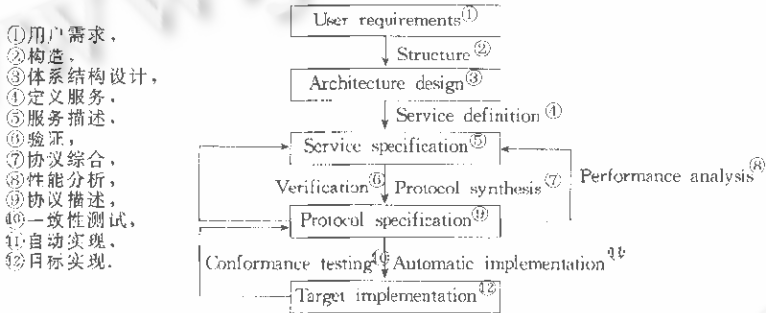 ①用户需求,
②构造,
③体系结构设计,
④定义服务,
⑤服务描述,
⑥验证,
⑦协议综合,
⑧性能分析,
⑨协议描述,
⑩一致性测试,
⑪自动实现,
⑫目标实现.
User requirements①
Structure②
Architecture design③
Service definition④
Service specification⑤
Verification⑥ Protocol synthesis⑦
Performance analysis⑧
Protocol specification⑨
Conformance testing⑩ Automatic implementation⑪
Target implementation⑫